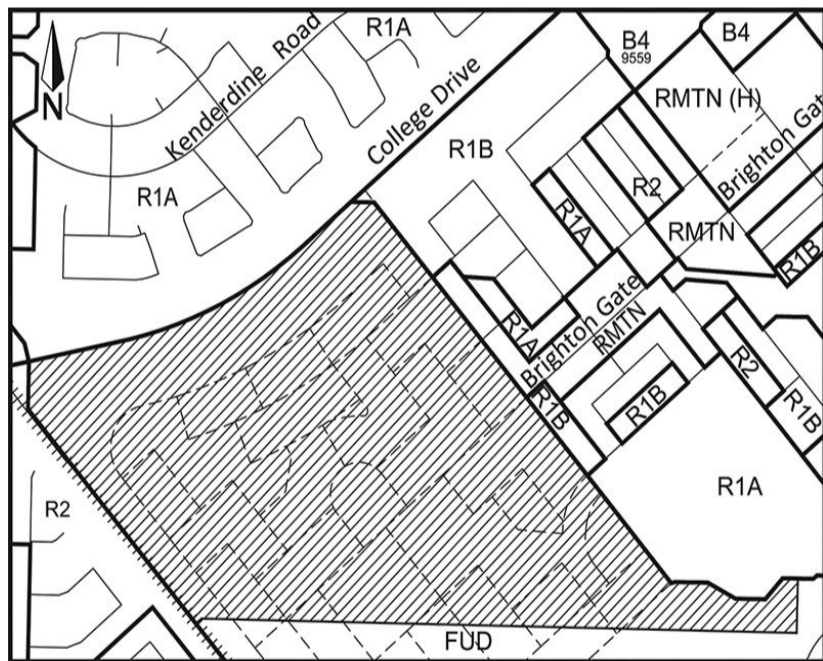 R1A
B4
9559
B4
Kenderdine Road
College Drive
RMTN (H)
Brighton Gate
R1B
R1A
R2
R1A
RMTN
R1B
Brighton Gate
RMTN
R1A
R2
R1B
R1B
R1B
R1A
R2
FUD
N